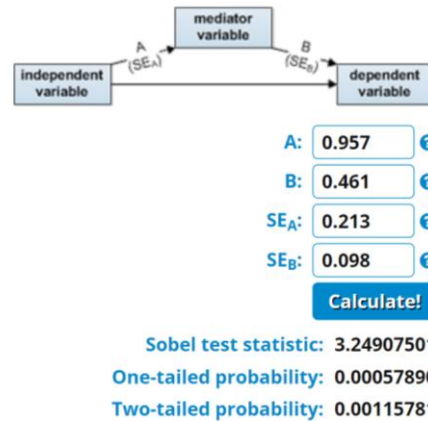 mediator
variable
A
(SEA)
B
(SEB)
independent
variable
dependent
variable
A: 0.957
B: 0.461
SEA: 0.213
SEB: 0.098
Calculate!
Sobel test statistic: 3.2490750
One-tailed probability: 0.0005789
Two-tailed probability: 0.0011578